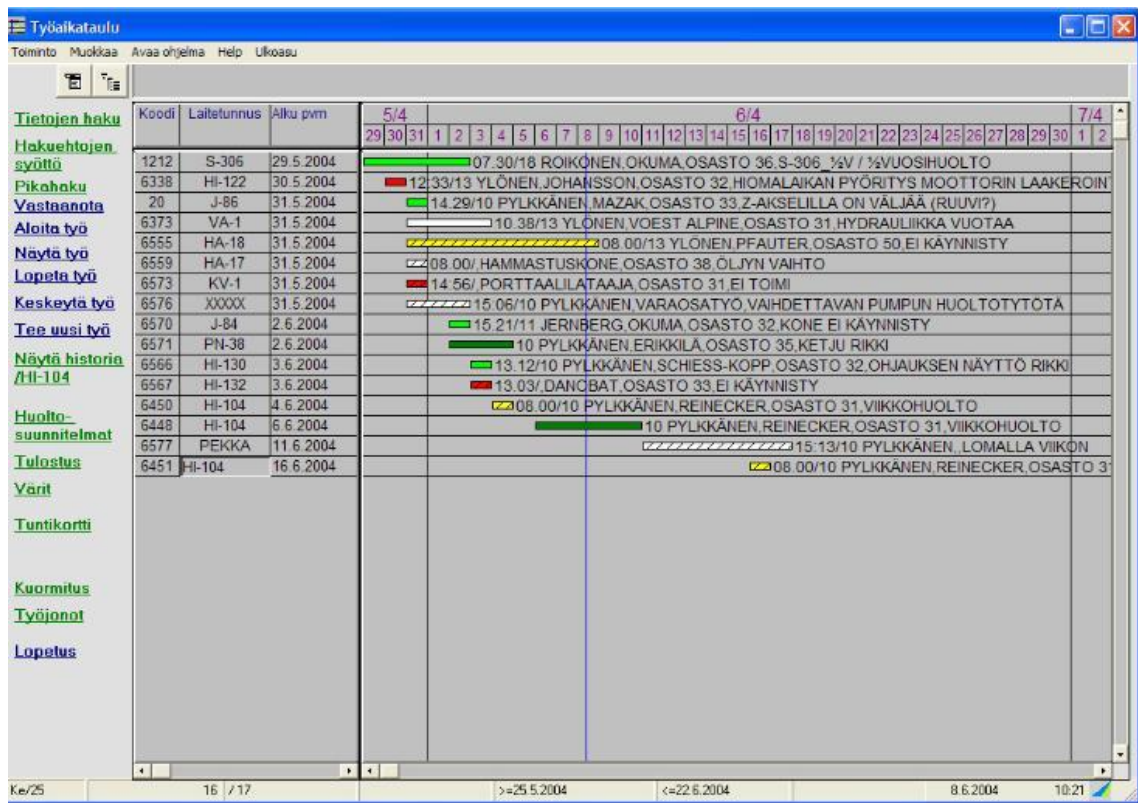 Työaikataulu
Toiminto Muokkaa Avaa ohjelma Help Ulkoasu
Tietojen haku
Hakuehtojen syöttö
Pikahaku
Vastaanota
Aloita työ
Näytä työ
Lopeta työ
Keskeytä työ
Tee uusi työ
Näytä historia
/HI-104
Huolto-
suunnitelmat
Tulostus
Värit
Tuntikortti
Kuormitus
Työjonot
Lopetus
Koodi Laitetunnus Alku pvm 5/4 6/4 7/4
29 30 31 1 2 3 4 5 6 7 8 9 10 11 12 13 14 15 16 17 18 19 20 21 22 23 24 25 26 27 28 29 30 1 2
1212 S-306 29.5.2004 07.30/18 ROIKONEN,OKUMA,OSASTO 36,S-306_½V / ½VUOSIHUOLTO
6338 HI-122 30.5.2004 12:33/13 YLÖNEN,JOHANSSON,OSASTO 32,HIOMALAIKAN PYÖRITYS MOOTTORIN LAAKEROIN
20 J-86 31.5.2004 14.29/10 PYLKKÄNEN,MAZAK,OSASTO 33,Z-AKSELILLA ON VÄLJÄÄ (RUUVI?)
6373 VA-1 31.5.2004 10.38/13 YLÖNEN,VOEST ALPINE,OSASTO 31,HYDRAULIIKKA VUOTAA
6555 HA-18 31.5.2004 08.00/13 YLÖNEN,PFAUTER,OSASTO 50,EI KÄYNNISTY
6559 HA-17 31.5.2004 08.00/,HAMMASTUSKONE,OSASTO 38,ÖLJYN VAIHTO
6573 KV-1 31.5.2004 14:56/,PORTTAALILATAAJA,OSASTO 31,EI TOIMI
6576 XXXXX 31.5.2004 15.06/10 PYLKKÄNEN,VARAOSATYÖ,VAIHDETTAVAN PUMPUN HUOLTOTYTÖTÄ
6570 J-84 2.6.2004 15.21/11 JERNBERG,OKUMA,OSASTO 32,KONE EI KÄYNNISTY
6571 PN-38 2.6.2004 10 PYLKKÄNEN,ERIKKILÄ,OSASTO 35,KETJU RIKKI
6566 HI-130 3.6.2004 13.12/10 PYLKKÄNEN,SCHIESS-KOPP,OSASTO 32,OHJAUKSEN NÄYTTÖ RIKKI
6567 HI-132 3.6.2004 13.03/,DANOBAT,OSASTO 33,EI KÄYNNISTY
6450 HI-104 4.6.2004 08.00/10 PYLKKÄNEN,REINECKER,OSASTO 31,VIIKKOHUOLTO
6448 HI-104 6.6.2004 10 PYLKKÄNEN,REINECKER,OSASTO 31,VIIKKOHUOLTO
6577 PEKKA 11.6.2004 15:13/10 PYLKKÄNEN,,LOMALLA VIIKON
6451 HI-104 16.6.2004 08.00/10 PYLKKÄNEN,REINECKER,OSASTO 31
Ke/25 16 /17 >=25.5.2004 <=22.6.2004 8.6.2004 10:21